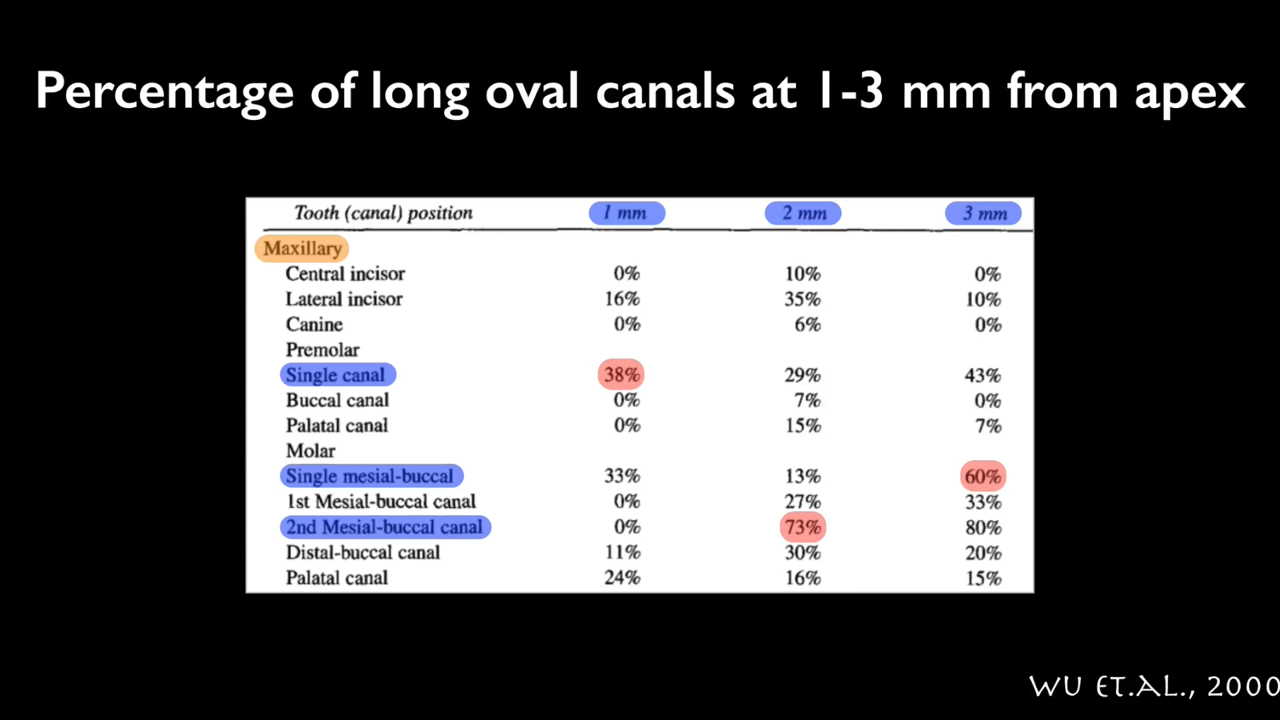 Percentage of long oval canals at 1-3 mm from apex
Tooth (canal) position 1 mm 2 mm 3 mm
Maxillary
Central incisor 0% 10% 0%
Lateral incisor 16% 35% 10%
Canine 0% 6% 0%
Premolar
Single canal 38% 29% 43%
Buccal canal 0% 7% 0%
Palatal canal 0% 15% 7%
Molar
Single mesial-buccal 33% 13% 60%
1st Mesial-buccal canal 0% 27% 33%
2nd Mesial-buccal canal 0% 73% 80%
Distal-buccal canal 11% 30% 20%
Palatal canal 24% 16% 15%
WU ET.AL., 2000